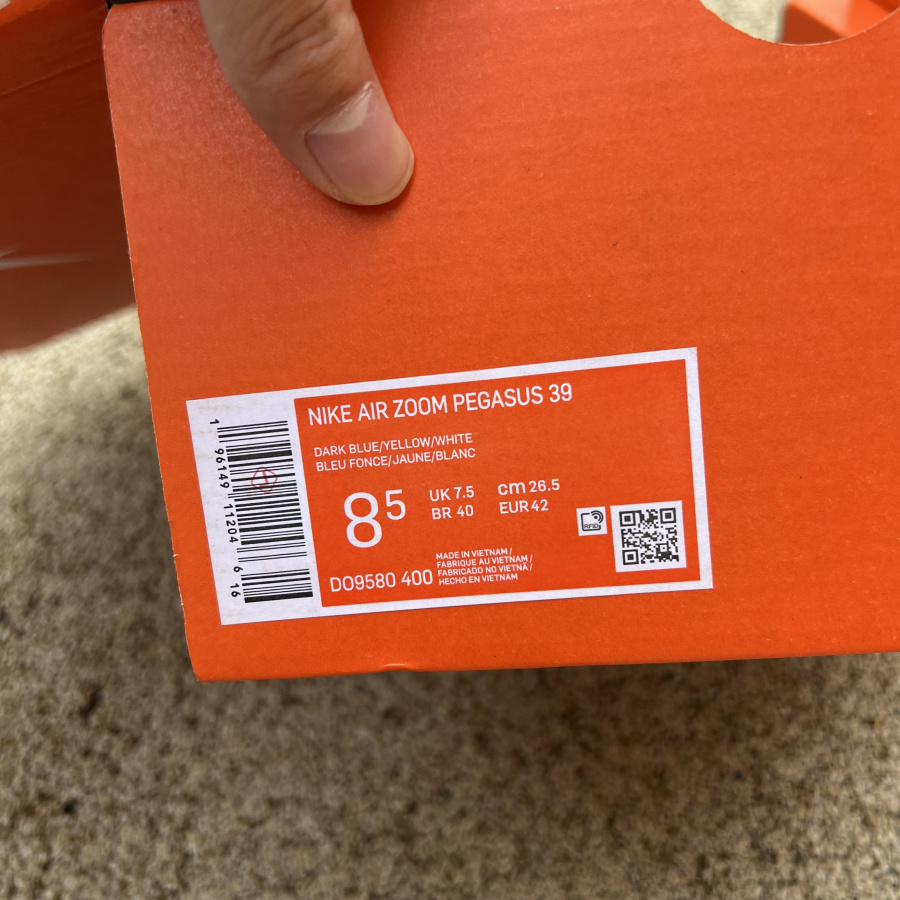 NIKE AIR ZOOM PEGASUS 39
DARK BLUE/YELLOW/WHITE
BLEU FONCE/JAUNE/BLANC
8⁵
UK 7.5 cm 26.5
BR 40 EUR 42
RFID
DO9580 400
MADE IN VIETNAM /
FABRIQUE AU VIETNAM /
FABRICADO NO VIETNÃ /
HECHO EN VIETNAM
1 96149 11204 6 16